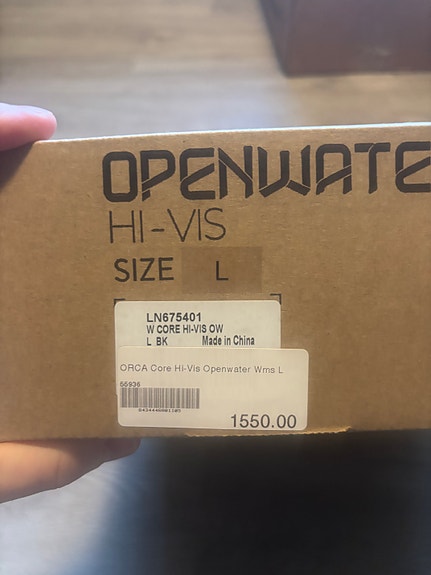 OPENWATE
HI-VIS
SIZE L
LN675401
W CORE HI-VIS OW
L BK Made in China
ORCA Core Hi-Vis Openwater Wms L
55936
1550.00